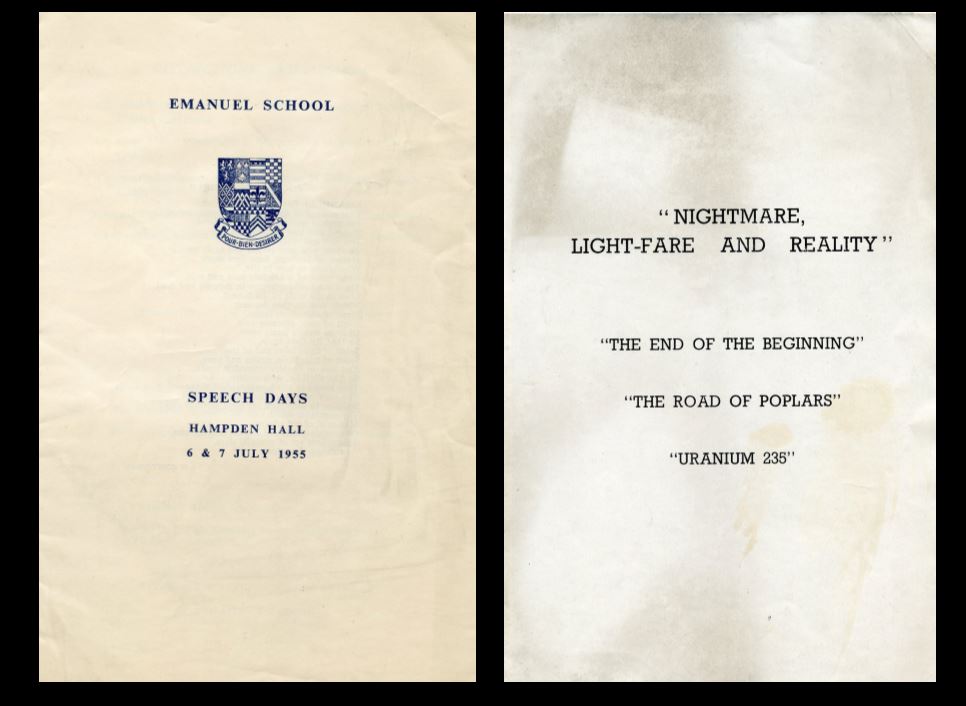 EMANUEL SCHOOL
POUR·BIEN·DESIRER
SPEECH DAYS
HAMPDEN HALL
6 & 7 JULY 1955
“ NIGHTMARE,
LIGHT-FARE AND REALITY ”
“THE END OF THE BEGINNING”
“THE ROAD OF POPLARS”
“URANIUM 235”